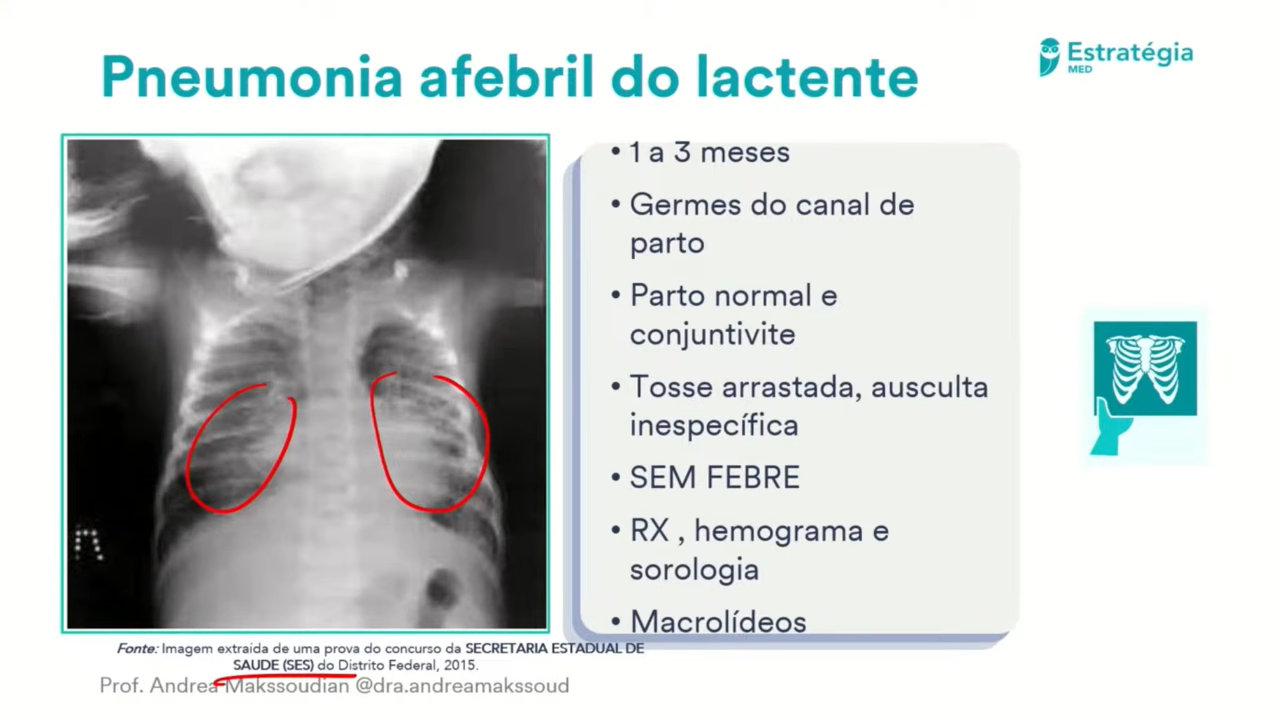 Pneumonia afebril do lactente
Estratégia
MED
• 1 a 3 meses
• Germes do canal de
parto
• Parto normal e
conjuntivite
• Tosse arrastada, ausculta
inespecífica
• SEM FEBRE
• RX , hemograma e
sorologia
• Macrolídeos
n
Fonte: Imagem extraída de uma prova do concurso da SECRETARIA ESTADUAL DE
SAUDE (SES) do Distrito Federal, 2015.
Prof. Andrea Makssoudian @dra.andreamakssoud